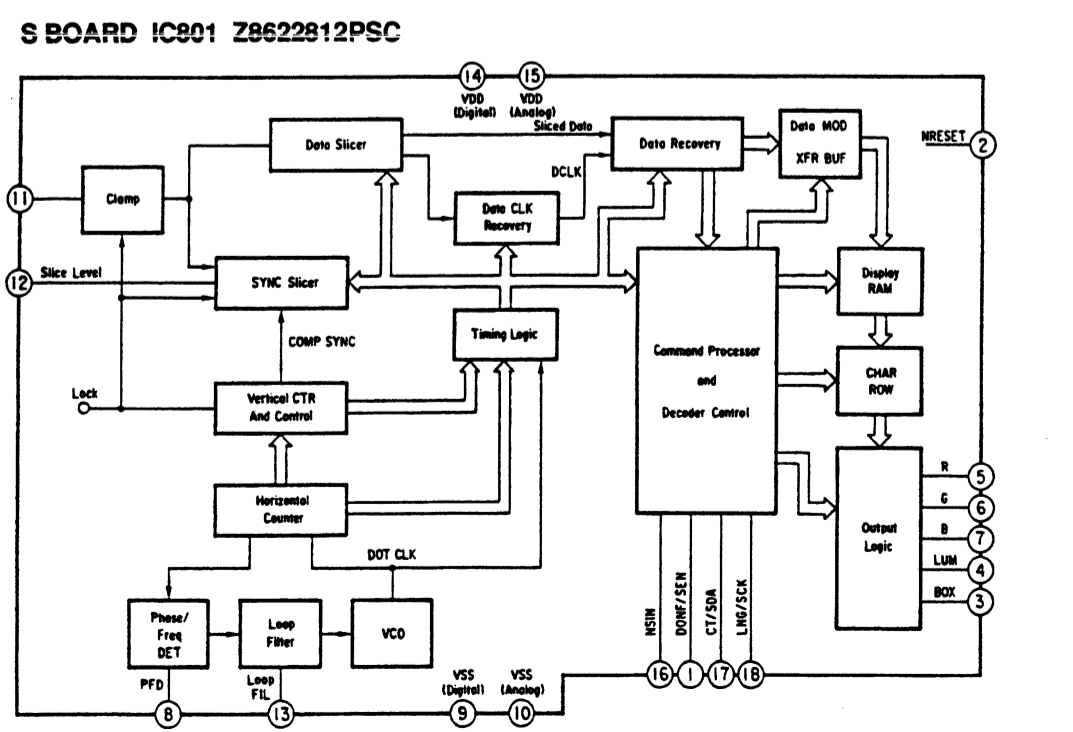 S BOARD IC801 Z8622812PSC
14
15
VDD
(Digital)
VDD
(Analog)
Sliced Data
Data Slicer
Data Recovery
Data MOD
XFR BUF
NRESET
2
DCLK
11
Clamp
Data CLK
Recovery
12
Slice Level
SYNC Slicer
Display
RAM
COMP SYNC
Timing Logic
Command Processor
and
Decoder Control
CHAR
ROW
Lock
Vertical CTR
And Control
Horizontal
Counter
R
5
G
6
Output
Logic
B
7
LUM
4
BOX
3
DOT CLK
Phase/
Freq
DET
Loop
Filter
VCO
NSIN
DONF/SEN
CT/SDA
LNG/SCK
16
1
17
18
PFD
8
Loop
FIL
13
VSS
(Digital)
9
VSS
(Analog)
10